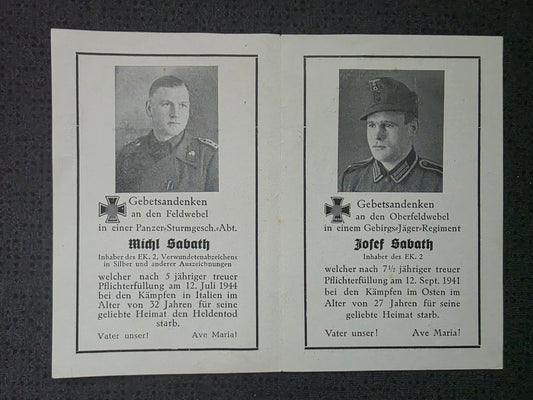 Gebetsandenken
an den Feldwebel
in einer Panzer-Sturmgesch.-Abt.
Michl Sabath
Inhaber des EK. 2, Verwundetenabzeichens
in Silber und anderer Auszeichnungen
welcher nach 5 jähriger treuer
Pflichterfüllung am 12. Juli 1944
bei den Kämpfen in Italien im
Alter von 32 Jahren für seine
geliebte Heimat den Heldentod
starb.
Vater unser! Ave Maria!
Gebetsandenken
an den Oberfeldwebel
in einem Gebirgs-Jäger-Regiment
Josef Sabath
Inhaber des EK. 2
welcher nach 7½ jähriger treuer
Pflichterfüllung am 12. Sept. 1941
bei den Kämpfen im Osten im
Alter von 27 Jahren für seine
geliebte Heimat starb.
Vater unser! Ave Maria!